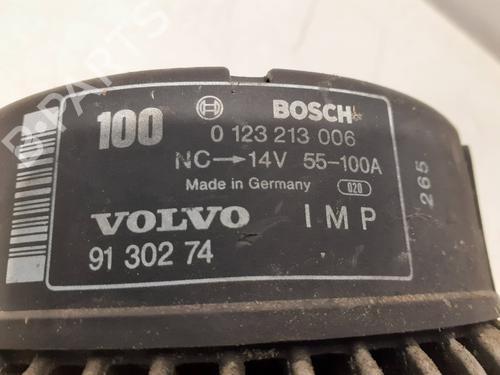 100 BOSCH
0 123 213 006
NC→14V 55-100A
Made in Germany 020
VOLVO IMP
91 302 74
265
B-Parts